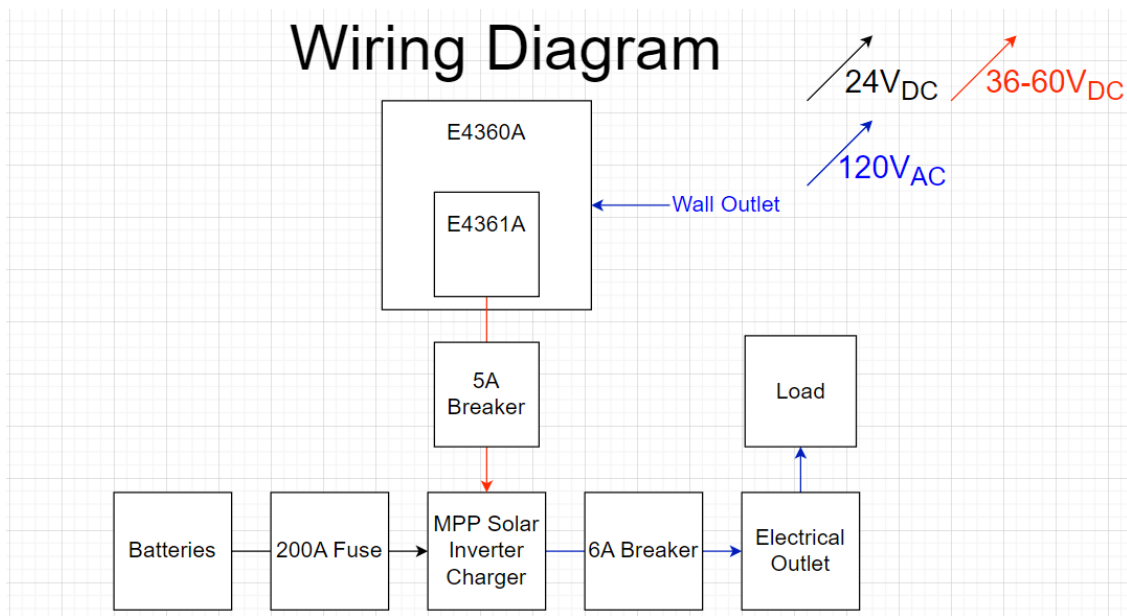 Wiring Diagram
24VDC
36-60VDC
120VAC
E4360A
Wall Outlet
E4361A
5A
Breaker
Load
Batteries
200A Fuse
MPP Solar
Inverter
Charger
6A Breaker
Electrical
Outlet